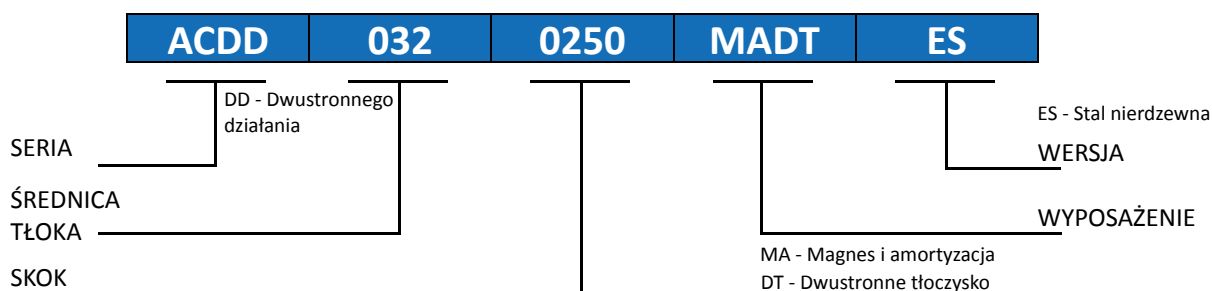 ACDD 032 0250 MADT ES
DD - Dwustronnego
działania
ES - Stal nierdzewna
SERIA
WERSJA
ŚREDNICA
TŁOKA
WYPOSAŻENIE
MA - Magnes i amortyzacja
SKOK
DT - Dwustronne tłoczysko